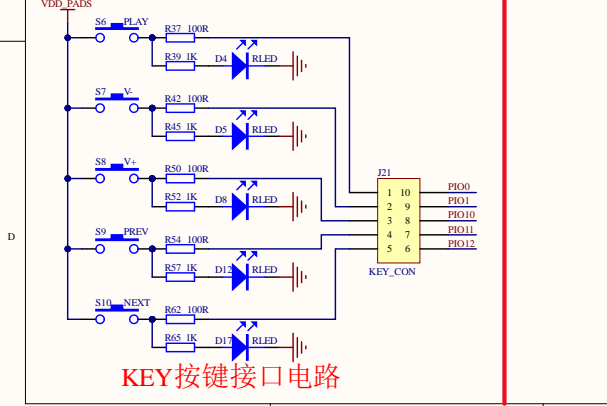 VDD_PADS
S6 PLAY
R37 100R
R39 1K
D4
RLED
S7 V-
R42 100R
R45 1K
D5
RLED
S8 V+
R50 100R
R52 1K
D8
RLED
S9 PREV
R54 100R
R57 1K
D12
RLED
S10 NEXT
R62 100R
R65 1K
D17
RLED
J21
1 10 PIO0
2 9 PIO1
3 8 PIO10
4 7 PIO11
5 6 PIO12
KEY_CON
D
KEY按键接口电路